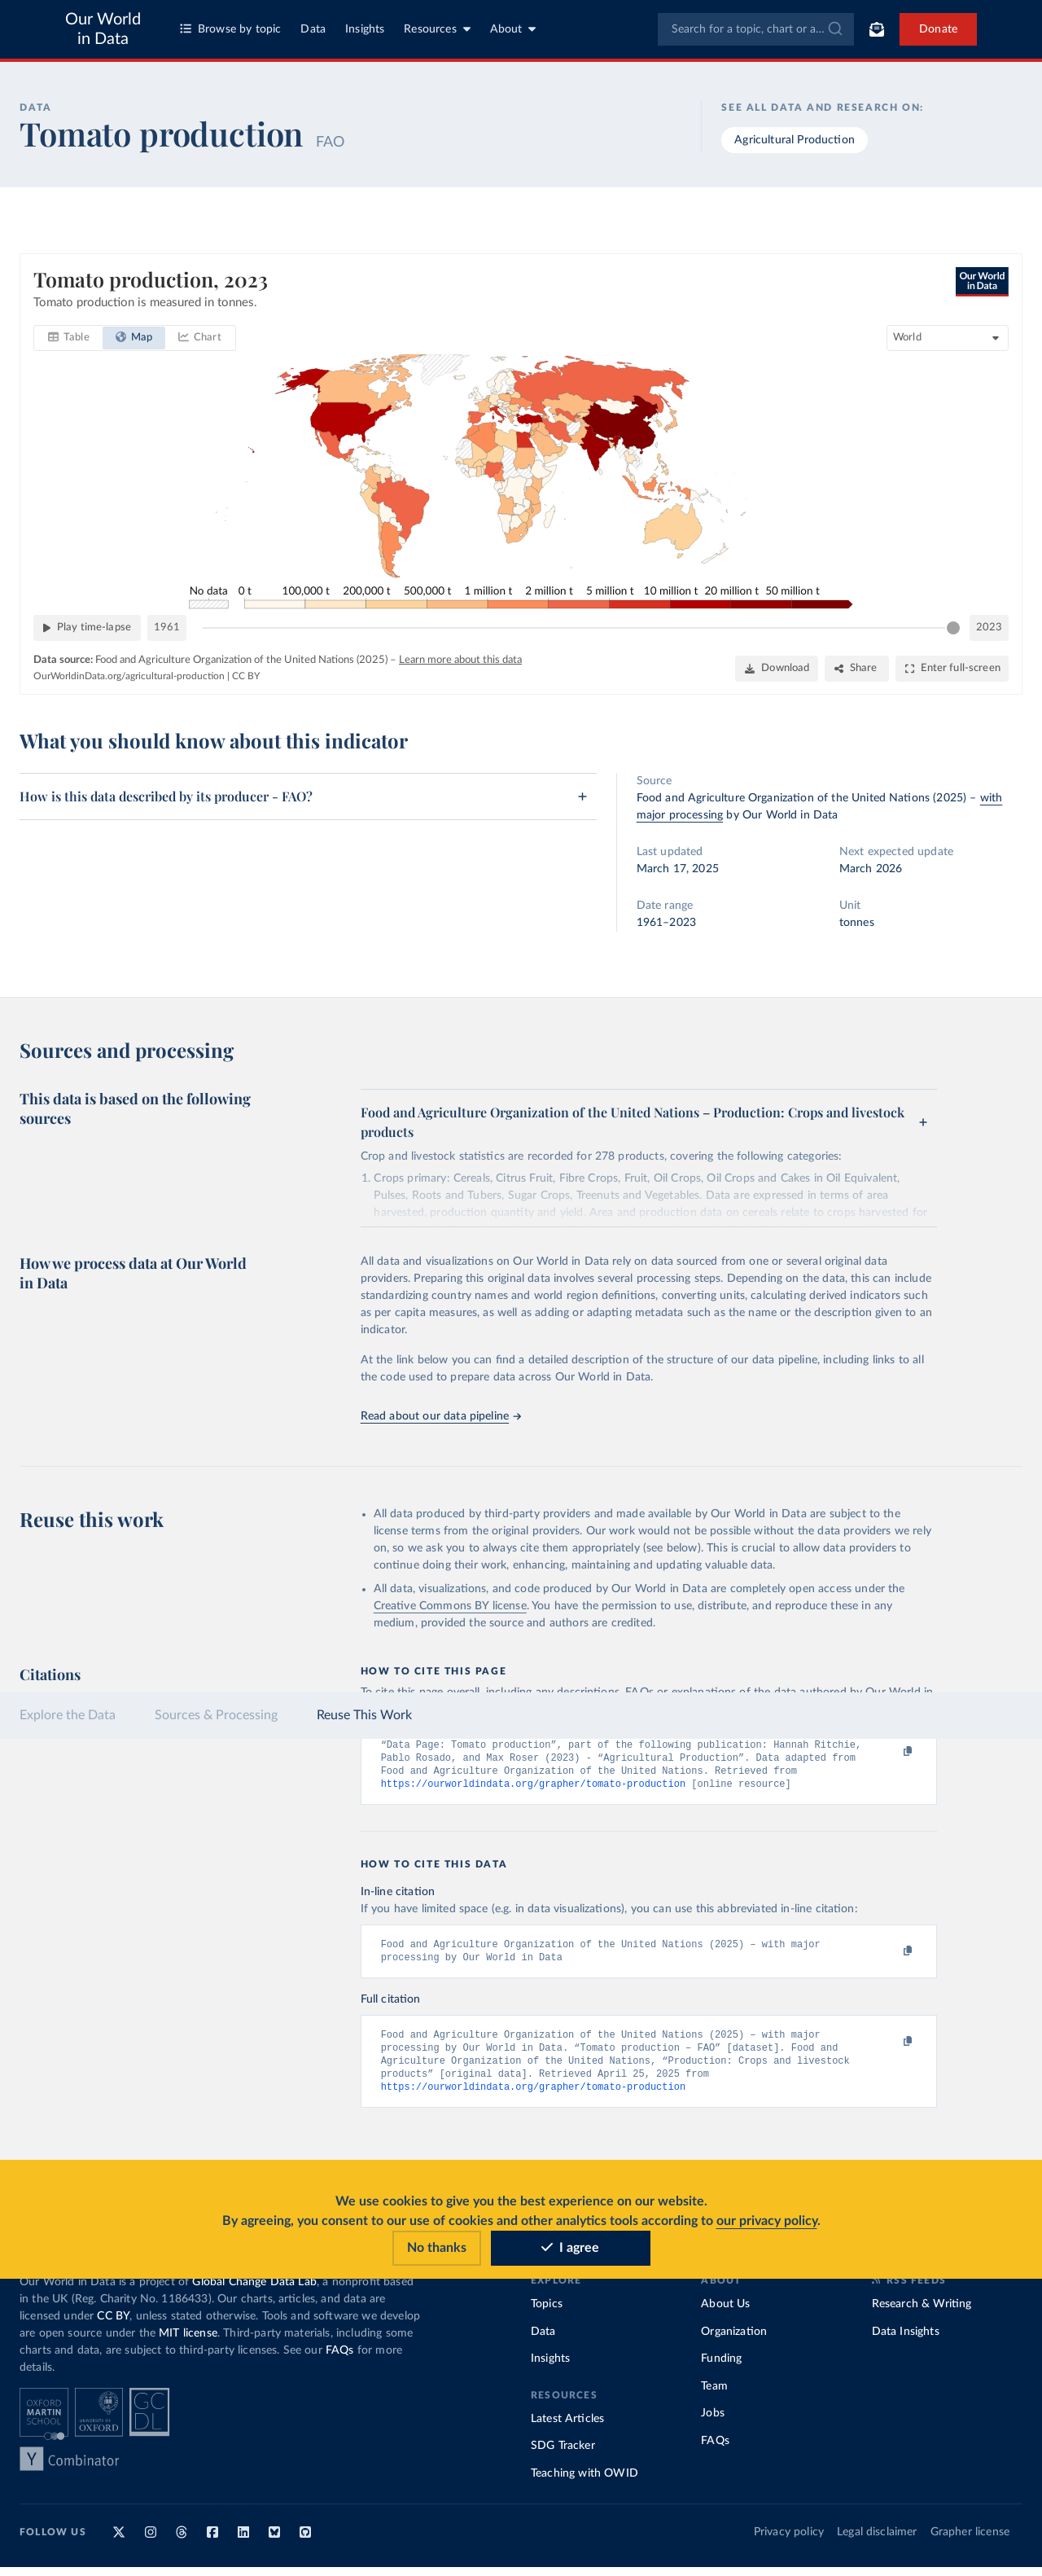 Our World
in Data
Browse by topic
Data
Insights
Resources
About
Search for a topic, chart or a...
Donate
DATA
Tomato production FAO
SEE ALL DATA AND RESEARCH ON:
Agricultural Production
Tomato production, 2023
Tomato production is measured in tonnes.
Our World
in Data
Table
Map
Chart
World
No data
0 t
100,000 t
200,000 t
500,000 t
1 million t
2 million t
5 million t
10 million t
20 million t
50 million t
Play time-lapse
1961
2023
Data source: Food and Agriculture Organization of the United Nations (2025) – Learn more about this data
OurWorldinData.org/agricultural-production | CC BY
Download
Share
Enter full-screen
What you should know about this indicator
How is this data described by its producer - FAO?
Source
Food and Agriculture Organization of the United Nations (2025) – with
major processing by Our World in Data
Last updated
March 17, 2025
Next expected update
March 2026
Date range
1961–2023
Unit
tonnes
Sources and processing
This data is based on the following
sources
Food and Agriculture Organization of the United Nations – Production: Crops and livestock
products
Crop and livestock statistics are recorded for 278 products, covering the following categories:
1. Crops primary: Cereals, Citrus Fruit, Fibre Crops, Fruit, Oil Crops, Oil Crops and Cakes in Oil Equivalent,
Pulses, Roots and Tubers, Sugar Crops, Treenuts and Vegetables. Data are expressed in terms of area
harvested, production quantity and yield. Area and production data on cereals relate to crops harvested for
How we process data at Our World
in Data
All data and visualizations on Our World in Data rely on data sourced from one or several original data
providers. Preparing this original data involves several processing steps. Depending on the data, this can include
standardizing country names and world region definitions, converting units, calculating derived indicators such
as per capita measures, as well as adding or adapting metadata such as the name or the description given to an
indicator.
At the link below you can find a detailed description of the structure of our data pipeline, including links to all
the code used to prepare data across Our World in Data.
Read about our data pipeline
Reuse this work
• All data produced by third-party providers and made available by Our World in Data are subject to the
license terms from the original providers. Our work would not be possible without the data providers we rely
on, so we ask you to always cite them appropriately (see below). This is crucial to allow data providers to
continue doing their work, enhancing, maintaining and updating valuable data.
• All data, visualizations, and code produced by Our World in Data are completely open access under the
Creative Commons BY license. You have the permission to use, distribute, and reproduce these in any
medium, provided the source and authors are credited.
Citations
HOW TO CITE THIS PAGE
To cite this page overall, including any descriptions, FAQs or explanations of the data authored by Our World in
Explore the Data
Sources & Processing
Reuse This Work
“Data Page: Tomato production”, part of the following publication: Hannah Ritchie,
Pablo Rosado, and Max Roser (2023) - “Agricultural Production”. Data adapted from
Food and Agriculture Organization of the United Nations. Retrieved from
https://ourworldindata.org/grapher/tomato-production [online resource]
HOW TO CITE THIS DATA
In-line citation
If you have limited space (e.g. in data visualizations), you can use this abbreviated in-line citation:
Food and Agriculture Organization of the United Nations (2025) – with major
processing by Our World in Data
Full citation
Food and Agriculture Organization of the United Nations (2025) – with major
processing by Our World in Data. “Tomato production – FAO” [dataset]. Food and
Agriculture Organization of the United Nations, “Production: Crops and livestock
products” [original data]. Retrieved April 25, 2025 from
https://ourworldindata.org/grapher/tomato-production
We use cookies to give you the best experience on our website.
By agreeing, you consent to our use of cookies and other analytics tools according to our privacy policy.
No thanks
I agree
Our World in Data is a project of Global Change Data Lab, a nonprofit based
in the UK (Reg. Charity No. 1186433). Our charts, articles, and data are
licensed under CC BY, unless stated otherwise. Tools and software we develop
are open source under the MIT license. Third-party materials, including some
charts and data, are subject to third-party licenses. See our FAQs for more
details.
OXFORD
MARTIN
SCHOOL
UNIVERSITY OF
OXFORD
GC
DL
Y Combinator
EXPLORE
Topics
Data
Insights
RESOURCES
Latest Articles
SDG Tracker
Teaching with OWID
ABOUT
About Us
Organization
Funding
Team
Jobs
FAQs
RSS FEEDS
Research & Writing
Data Insights
FOLLOW US
Privacy policy
Legal disclaimer
Grapher license